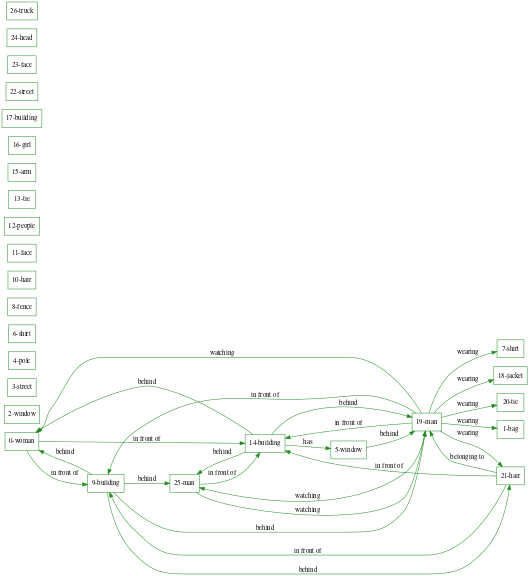 26-truck
24-head
23-face
22-street
17-building
16-girl
15-arm
13-tie
12-people
11-face
10-hair
8-fence
6-shirt
4-pole
3-street
2-window
0-woman
9-building
25-man
14-building
5-window
19-man
7-shirt
18-jacket
20-tie
1-bag
21-hair
watching
behind
in front of
behind
in front of
in front of
has
behind
behind
in front of
behind
in front of
in front of
watching
watching
behind
in front of
behind
wearing
wearing
wearing
wearing
wearing
belonging to